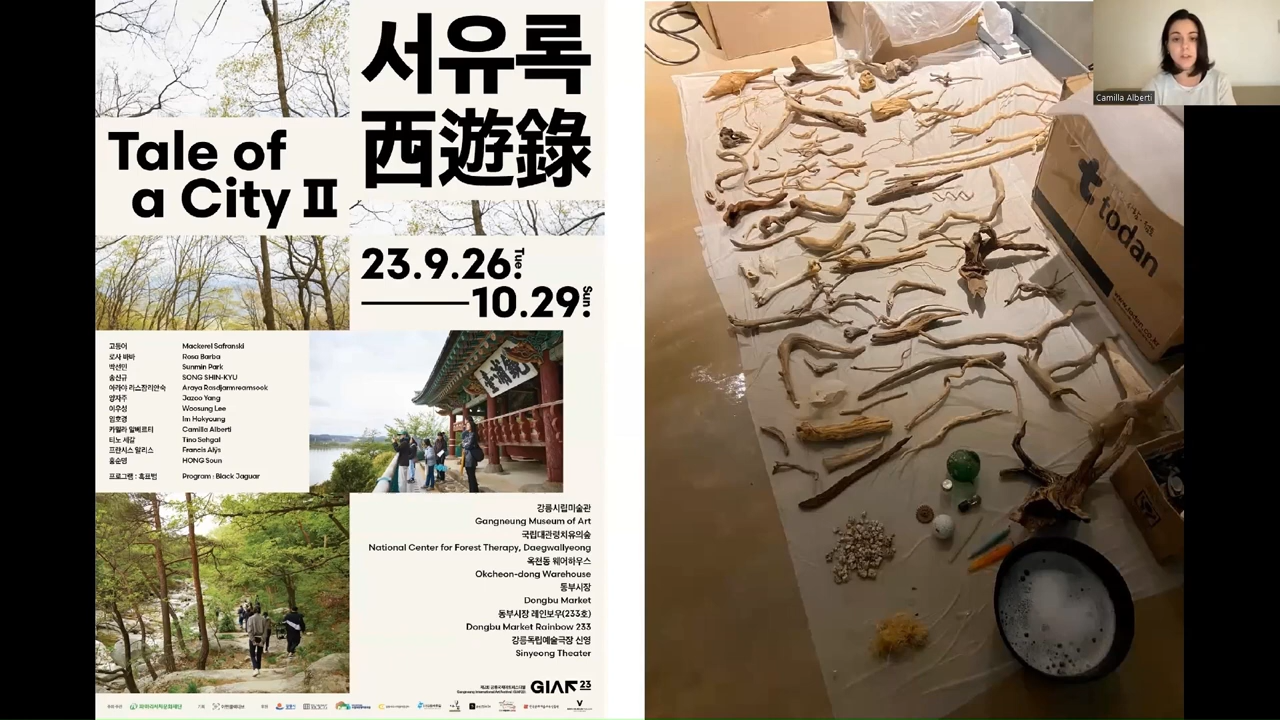 서유록
西遊錄
Tale of
a City II
23.9.26. Tue
10.29. Sun
고등어 Mackerel Safranski
로사 바바 Rosa Barba
박선민 Sunmin Park
송신규 SONG SHIN-KYU
아라야 라스잠리안숙 Araya Rasdjarmrearnsook
양자주 Jazoo Yang
이우성 Woosung Lee
임호경 Im Hokyoung
카밀라 알베르티 Camilla Alberti
티노 세갈 Tino Sehgal
프란시스 알리스 Francis Alÿs
홍순명 HONG Soun
프로그램 : 흑표범 Program : Black Jaguar
강릉시립미술관
Gangneung Museum of Art
국립대관령치유의숲
National Center for Forest Therapy, Daegwallyeong
옥천동 웨어하우스
Okcheon-dong Warehouse
동부시장
Dongbu Market
동부시장 레인보우(233호)
Dongbu Market Rainbow 233
강릉독립예술극장 신영
Sinyeong Theater
GIAF 23
Camilla Alberti
t
todan